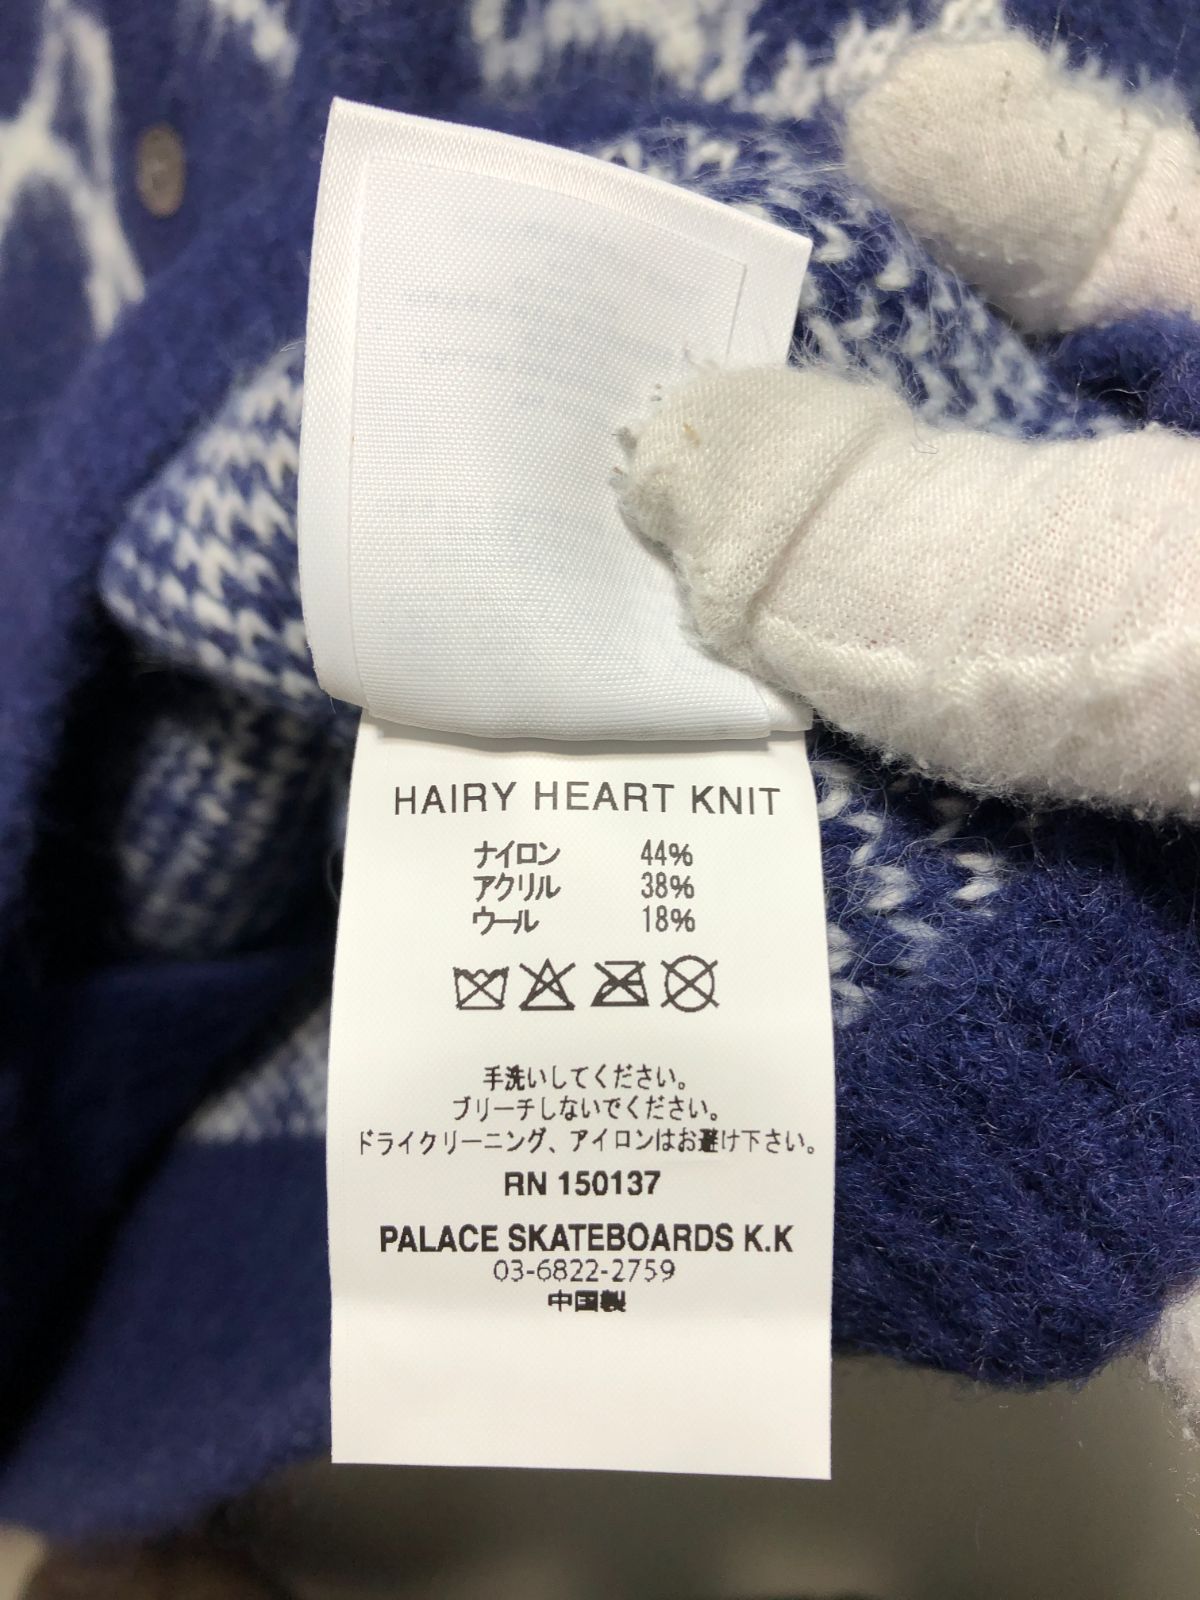 HAIRY HEART KNIT
ナイロン 44%
アクリル 38%
ウール 18%
手洗いしてください。
ブリーチしないでください。
ドライクリーニング、アイロンはお避け下さい。
RN 150137
PALACE SKATEBOARDS K.K
03-6822-2759
中国製